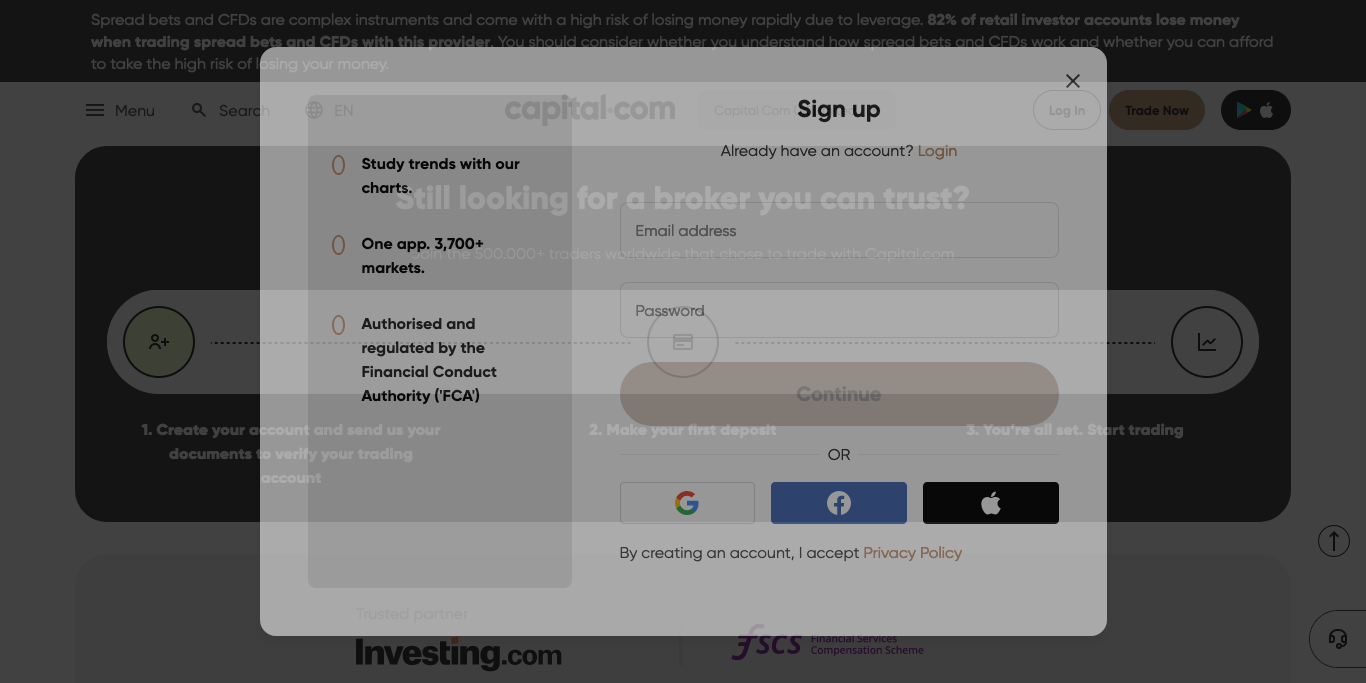 Spread bets and CFDs are complex instruments and come with a high risk of losing money rapidly due to leverage. 82% of retail investor accounts lose money
when trading spread bets and CFDs with this provider. You should consider whether you understand how spread bets and CFDs work and whether you can afford
to take the high risk of losing your money.
Menu
Search
EN
capital.com
Capital Com
Log In
Trade Now
Sign up
Already have an account? Login
Study trends with our
charts.
One app. 3,700+
markets.
Authorised and
regulated by the
Financial Conduct
Authority ('FCA')
Still looking for a broker you can trust?
Join the 500.000+ traders worldwide that chose to trade with Capital.com
Email address
Password
Continue
OR
By creating an account, I accept Privacy Policy
1. Create your account and send us your
documents to verify your trading
account
2. Make your first deposit
3. You're all set. Start trading
Trusted partner
Investing.com
fscs
Financial Services
Compensation Scheme